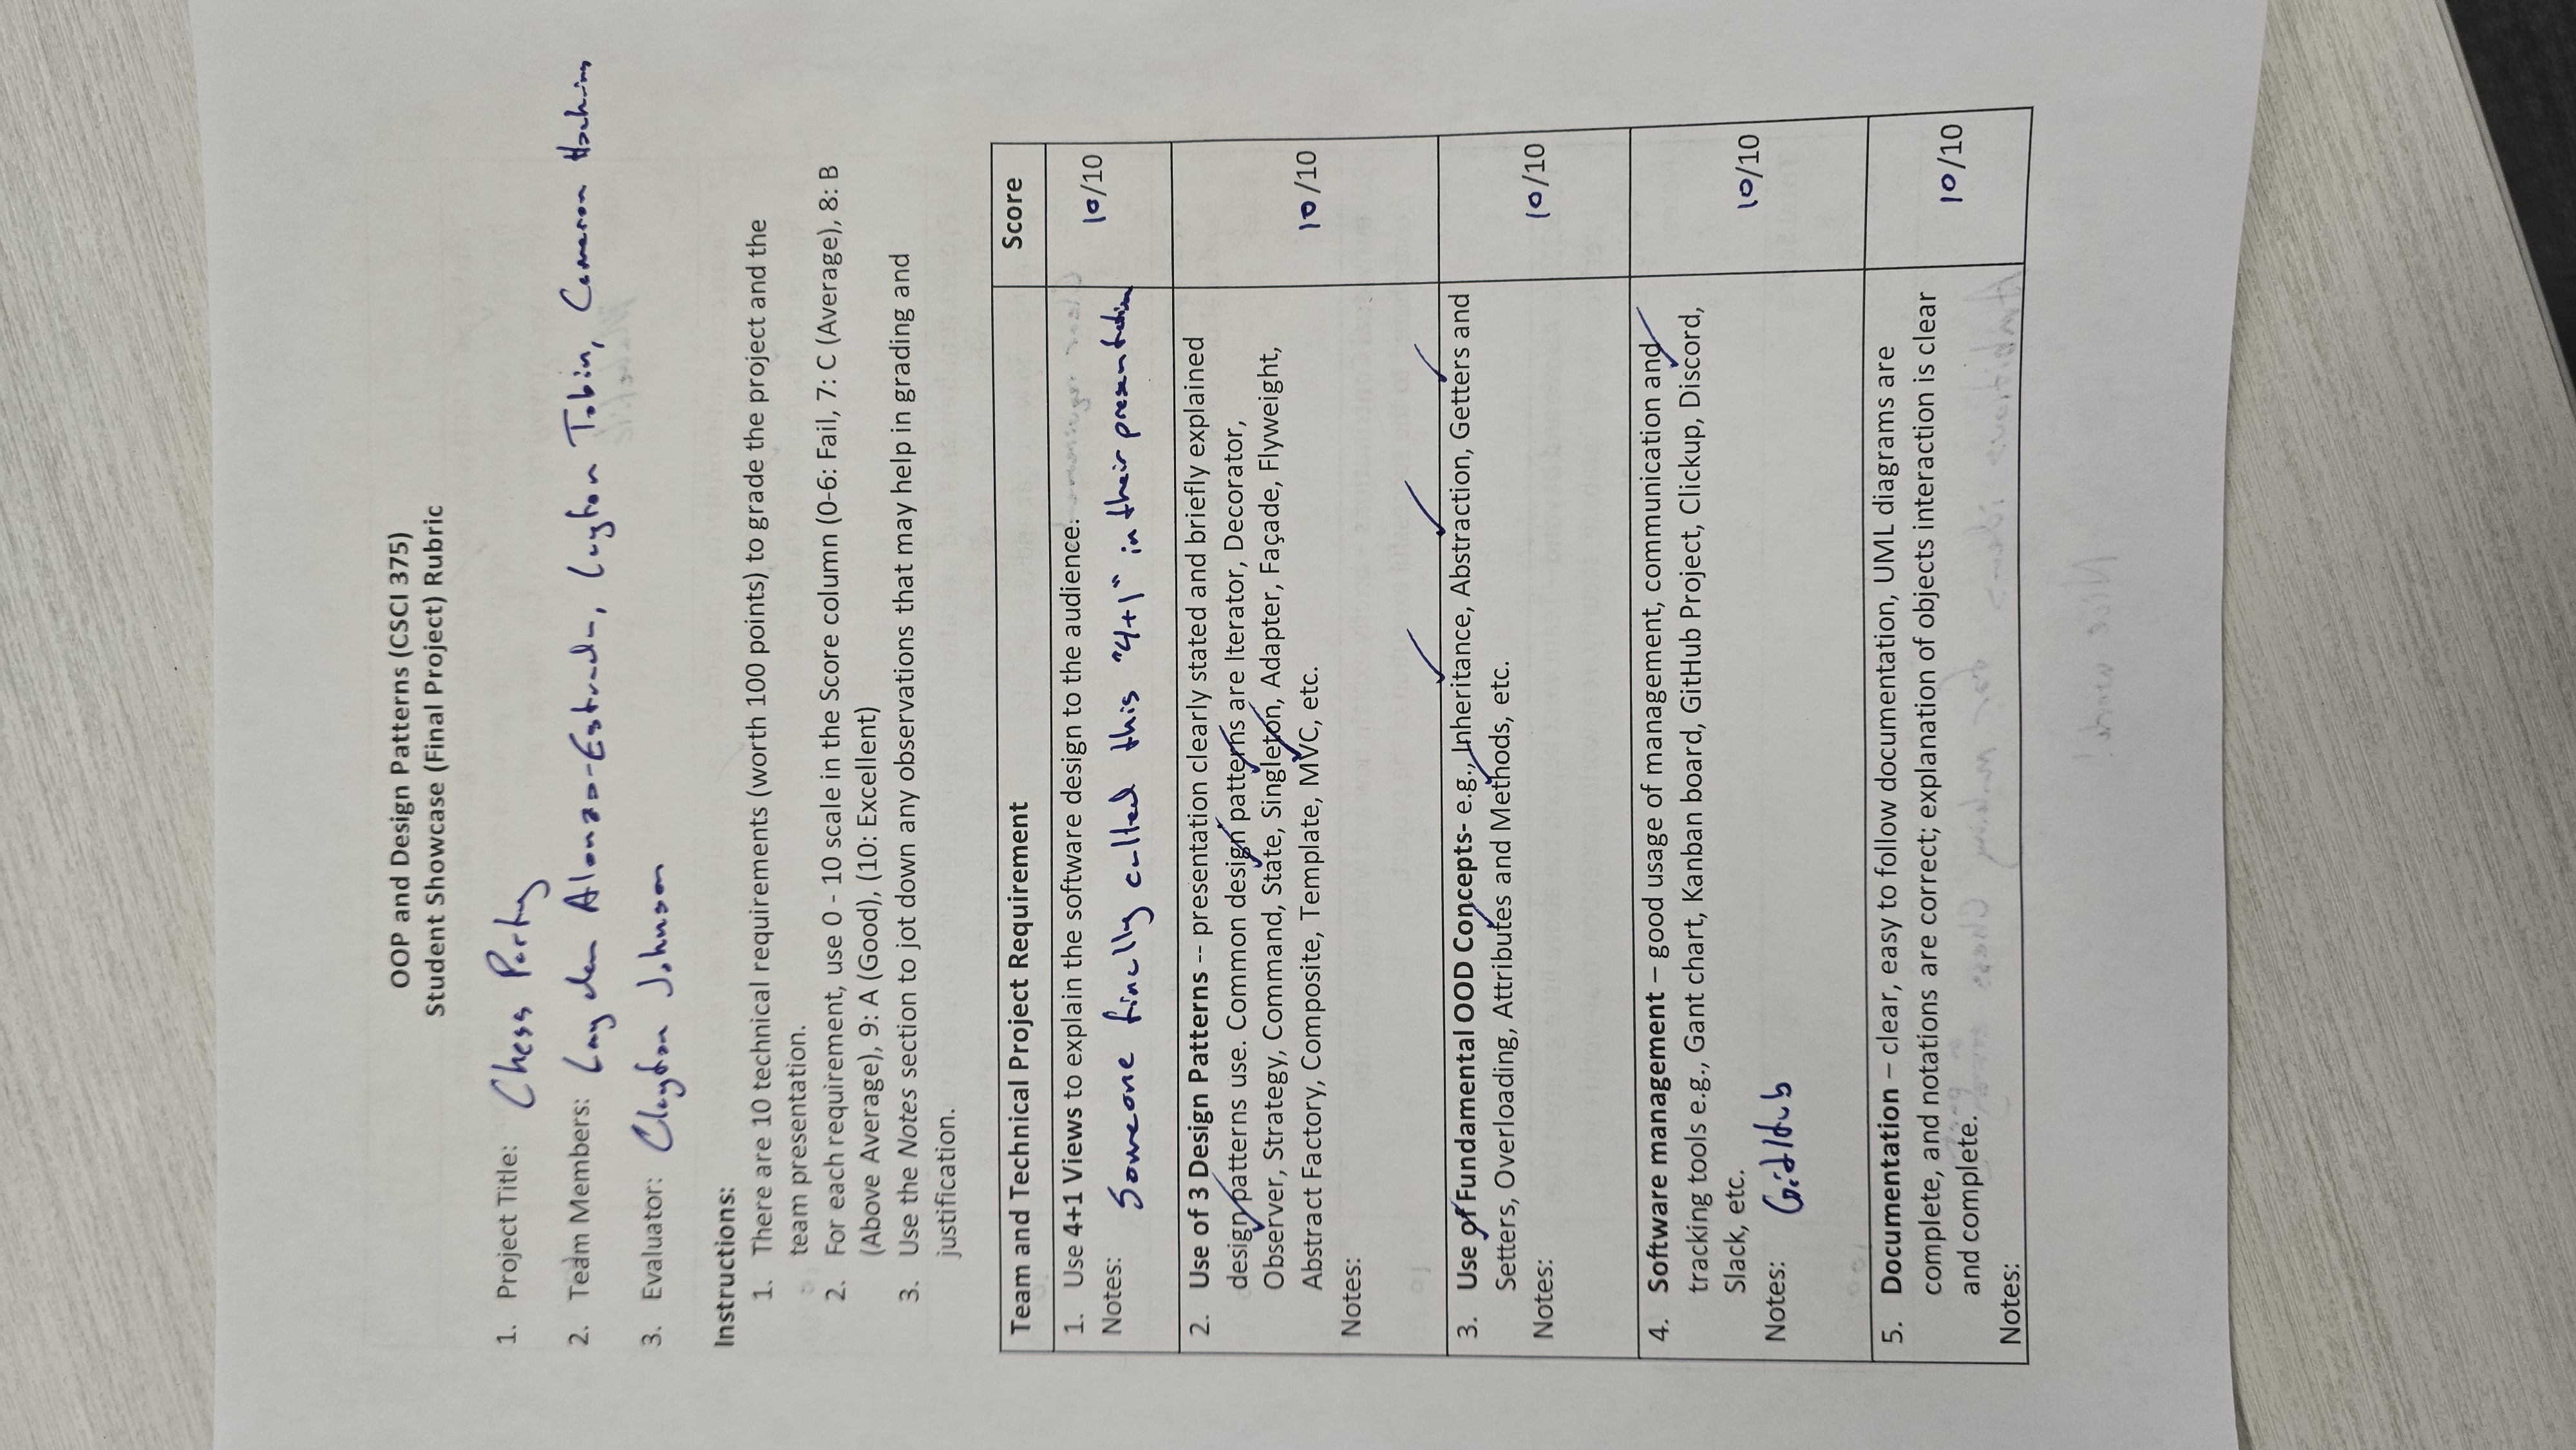 OOP and Design Patterns (CSCI 375)
Student Showcase (Final Project) Rubric
1. Project Title: Chess Party
2. Team Members: Layden Alonzo-Estrada, Layton Tobin, Cameron
3. Evaluator: Clayton Johnson
Instructions:
1. There are 10 technical requirements (worth 100 points) to grade the project and the
team presentation.
2. For each requirement, use 0 - 10 scale in the Score column (0-6: Fail, 7: C (Average), 8: B
(Above Average), 9: A (Good), (10: Excellent)
3. Use the Notes section to jot down any observations that may help in grading and
justification.
Team and Technical Project Requirement Score
1. Use 4+1 Views to explain the software design to the audience.
10/10
Notes: Someone finally called this "4+1" in their presentation
2. Use of 3 Design Patterns -- presentation clearly stated and briefly explained
design patterns use. Common design patterns are Iterator, Decorator,
Observer, Strategy, Command, State, Singleton, Adapter, Façade, Flyweight,
Abstract Factory, Composite, Template, MVC, etc.
10/10
Notes:
3. Use of Fundamental OOD Concepts- e.g., Inheritance, Abstraction, Getters and
Setters, Overloading, Attributes and Methods, etc.
10/10
Notes:
4. Software management – good usage of management, communication and
tracking tools e.g., Gant chart, Kanban board, GitHub Project, Clickup, Discord,
Slack, etc.
10/10
Notes: GitHub
5. Documentation – clear, easy to follow documentation, UML diagrams are
complete, and notations are correct; explanation of objects interaction is clear
10/10
and complete.
Notes: